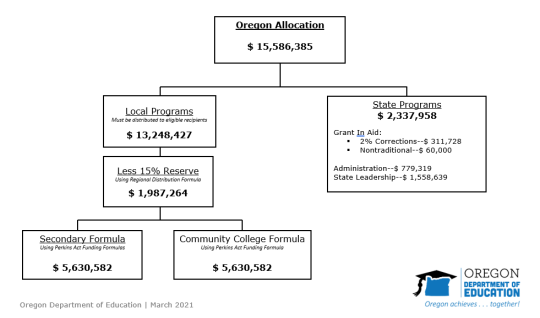 Oregon Allocation
$ 15,586,385
Local Programs
Must be distributed to eligible recipients
$ 13,248,427
State Programs
$ 2,337,958
Grant In Aid:
▪ 2% Corrections--$ 311,728
▪ Nontraditional--$ 60,000
Administration--$ 779,319
State Leadership--$ 1,558,639
Less 15% Reserve
Using Regional Distribution Formula
$ 1,987,264
Secondary Formula
Using Perkins Act Funding Formulas
$ 5,630,582
Community College Formula
Using Perkins Act Funding Formulas
$ 5,630,582
OREGON
DEPARTMENT OF
EDUCATION
Oregon achieves . . . together!
Oregon Department of Education | March 2021